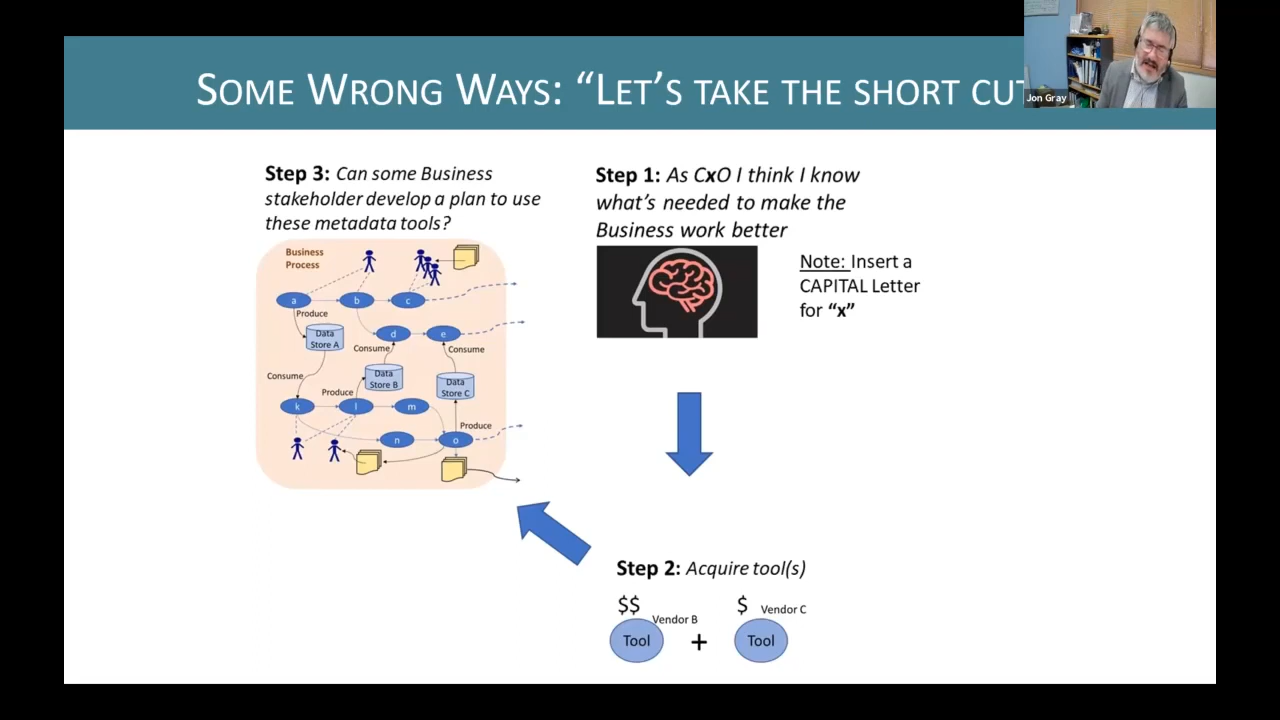 SOME WRONG WAYS: “LET’S TAKE THE SHORT CUT
Jon Gray
Step 3: Can some Business
stakeholder develop a plan to use
these metadata tools?
Business
Process
a
b
c
Produce
Data
Store A
d
e
Consume
Consume
Consume
Data
Store B
Data
Store C
Produce
k
l
m
Produce
n
o
Step 1: As CxO I think I know
what’s needed to make the
Business work better
Note: Insert a
CAPITAL Letter
for “x”
Step 2: Acquire tool(s)
$$
Vendor B
$
Vendor C
Tool
+
Tool